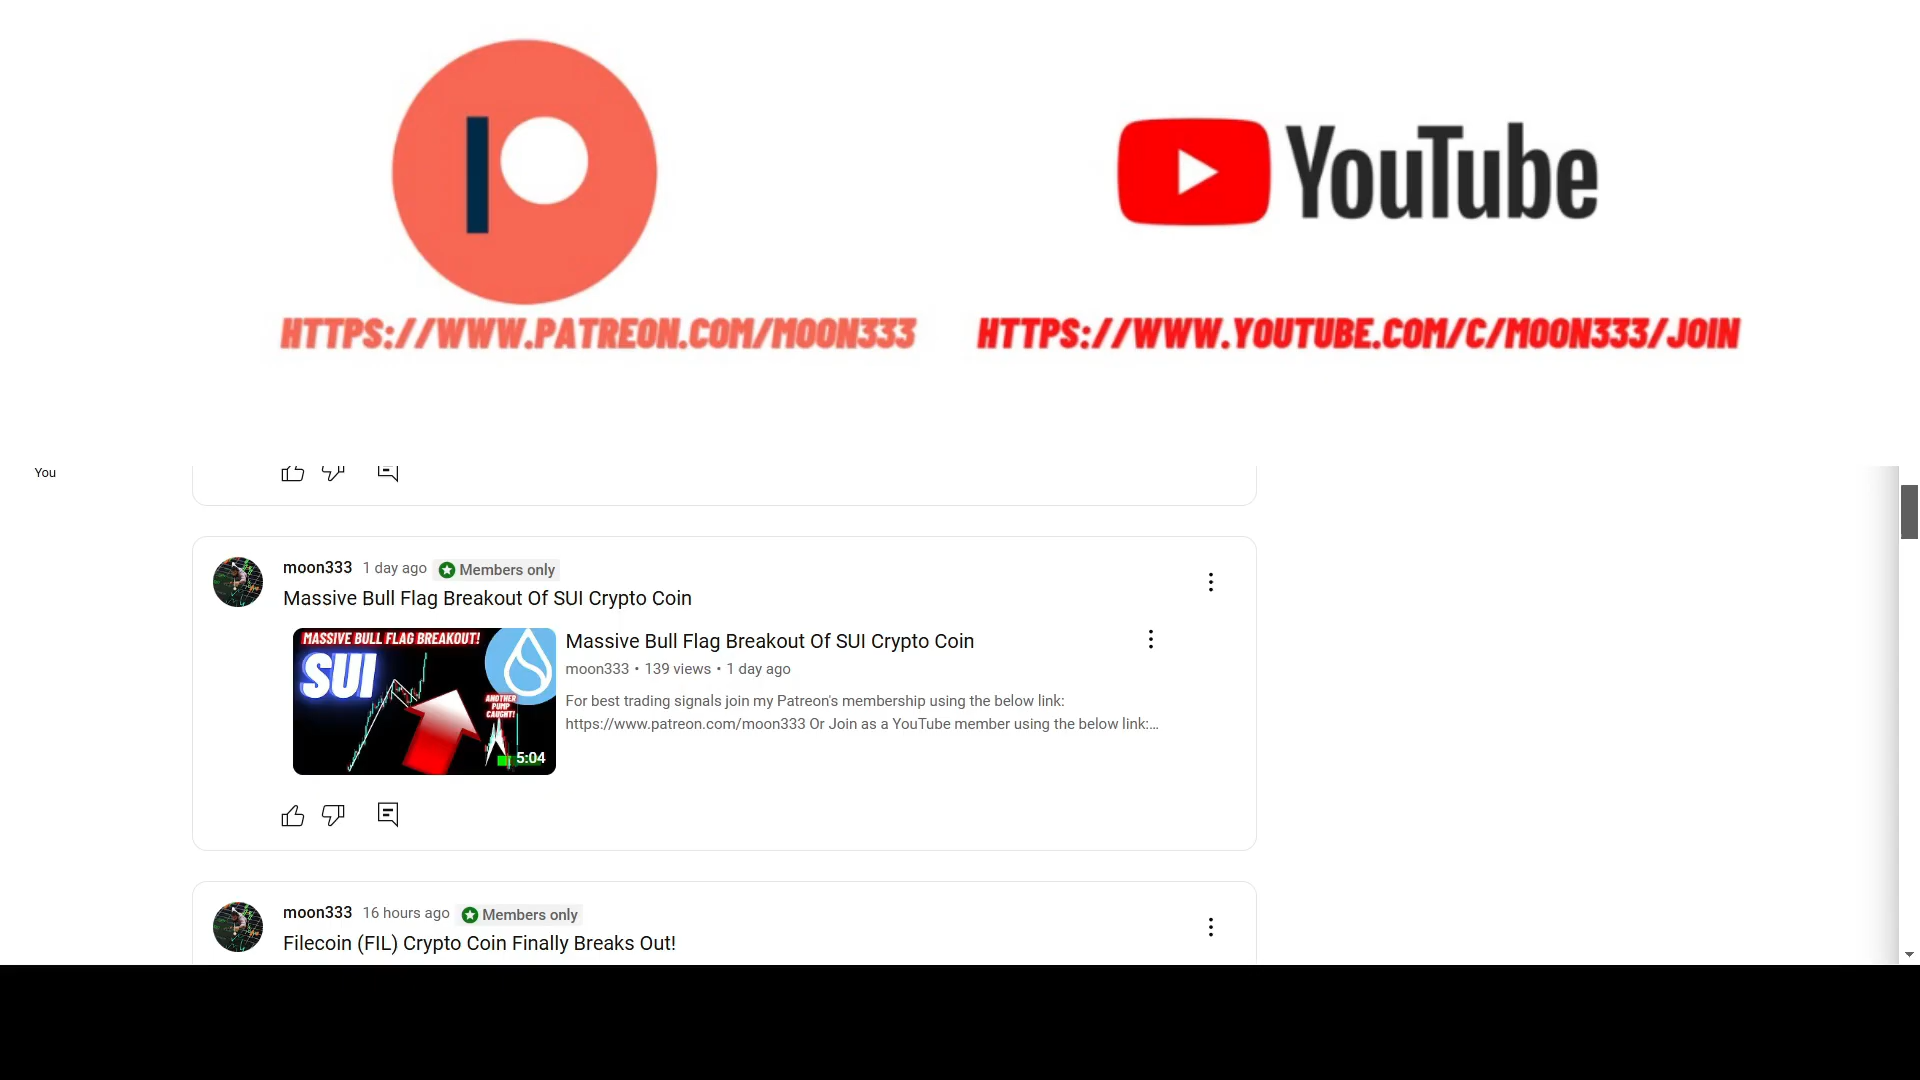 YouTube
HTTPS://WWW.PATREON.COM/MOON333
HTTPS://WWW.YOUTUBE.COM/C/MOON333/JOIN
You
moon333 1 day ago Members only
Massive Bull Flag Breakout Of SUI Crypto Coin
MASSIVE BULL FLAG BREAKOUT!
SUI
ANOTHER
PUMP
CAUGHT!
5:04
Massive Bull Flag Breakout Of SUI Crypto Coin
moon333 • 139 views • 1 day ago
For best trading signals join my Patreon's membership using the below link:
https://www.patreon.com/moon333 Or Join as a YouTube member using the below link:...
moon333 16 hours ago Members only
Filecoin (FIL) Crypto Coin Finally Breaks Out!